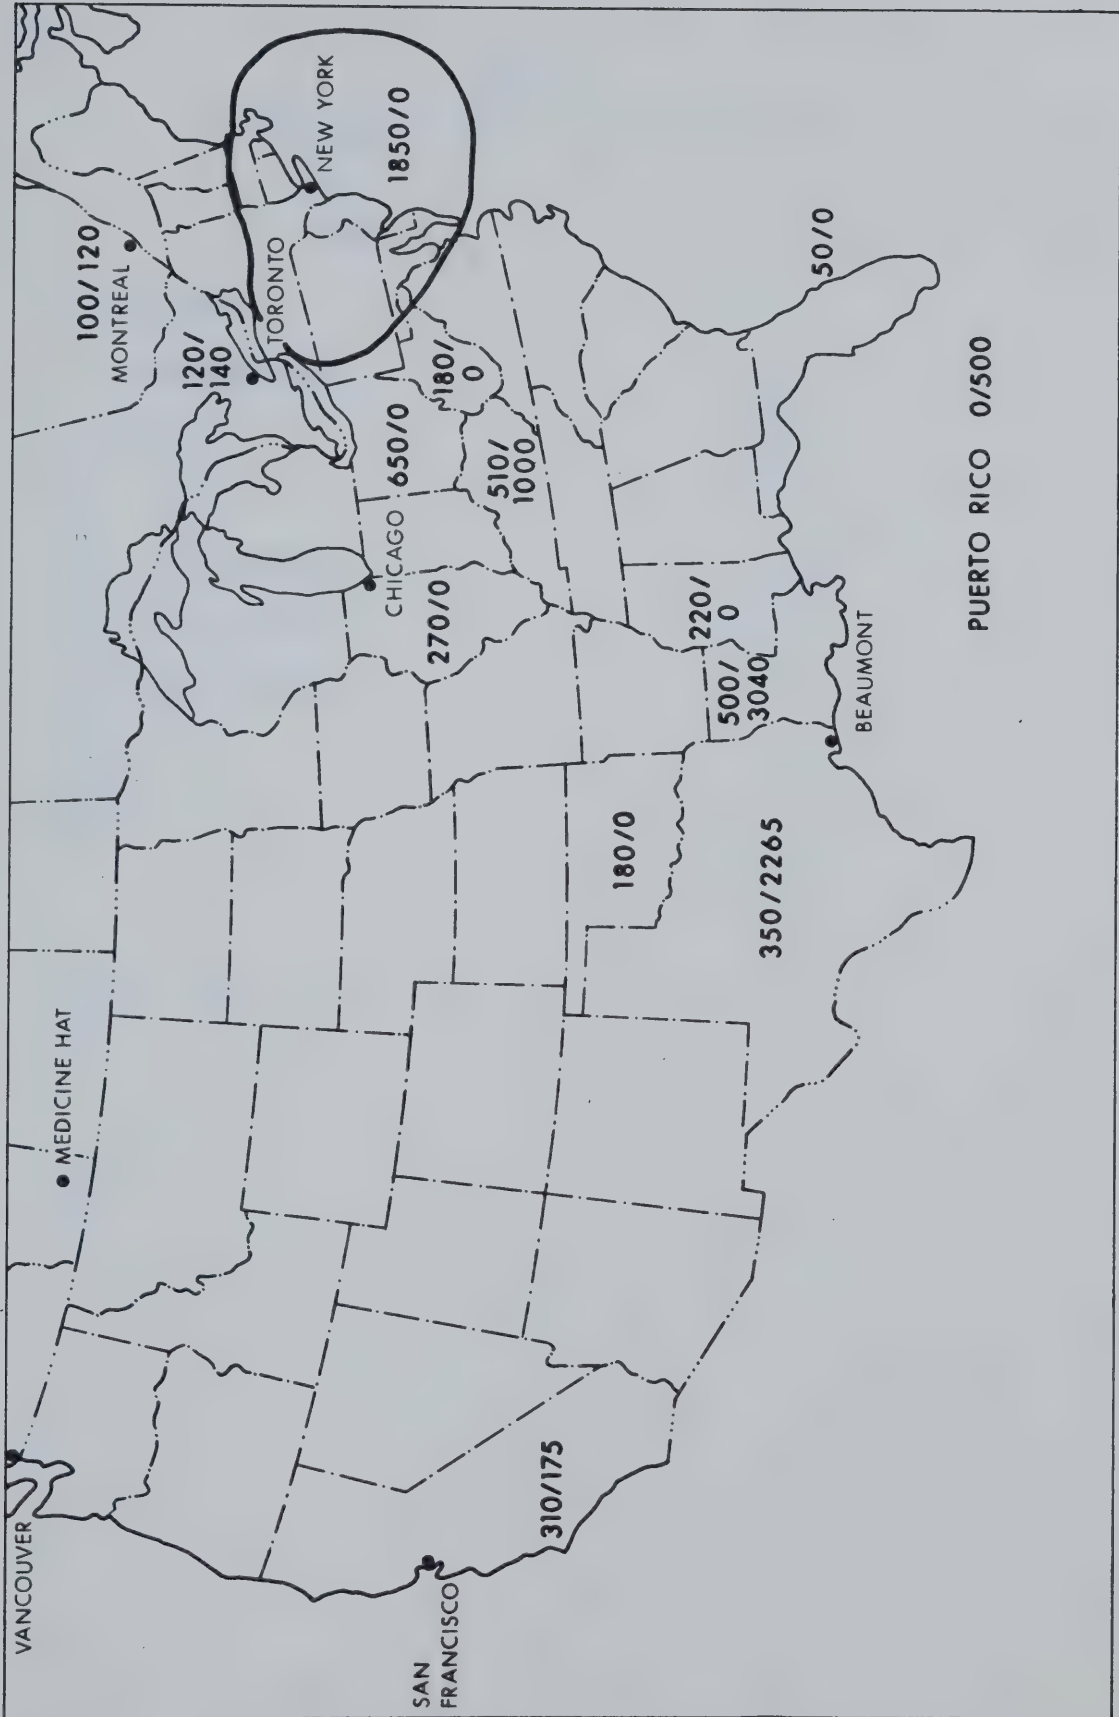 VANCOUVER
MEDICINE HAT
100/120
MONTREAL
120/
140
TORONTO
NEW YORK
1850/0
SAN
FRANCISCO
310/175
CHICAGO
270/0
650/0
180/
0
510/
1000
180/0
220/
0
500/
3040
350/2265
BEAUMONT
50/0
PUERTO RICO 0/500